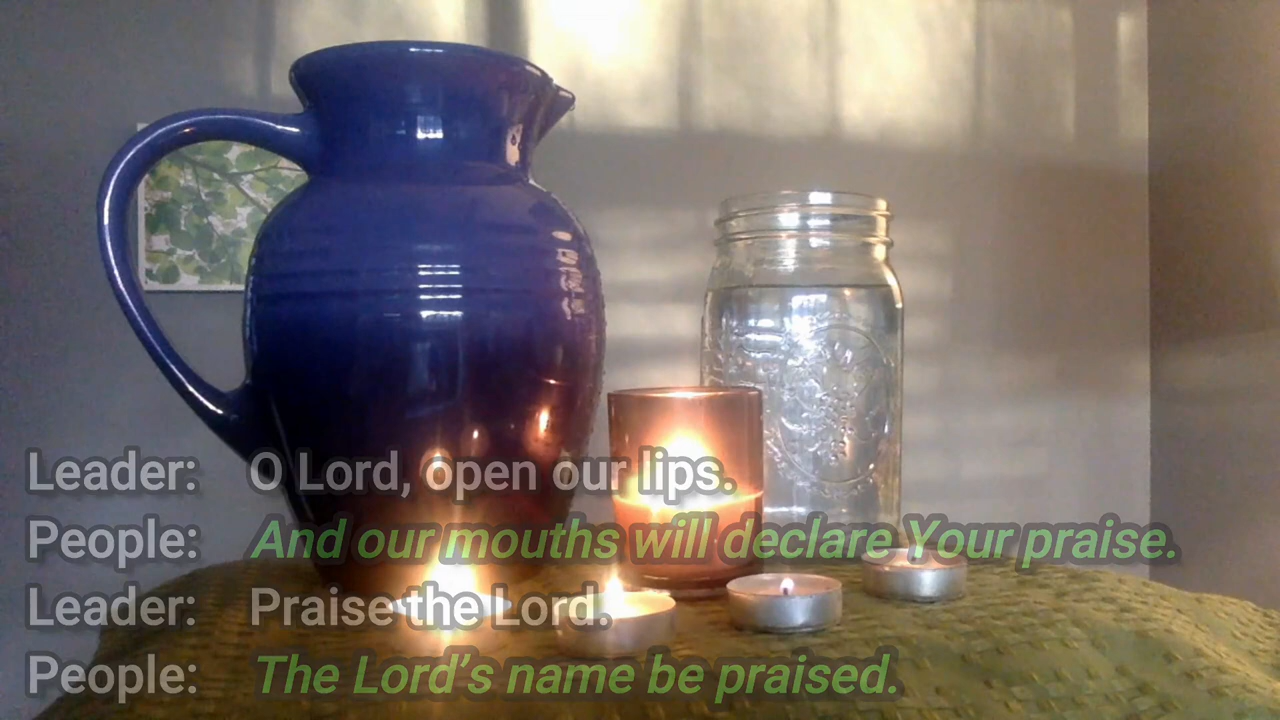 Leader: O Lord, open our lips.
People: And our mouths will declare Your praise.
Leader: Praise the Lord.
People: The Lord’s name be praised.